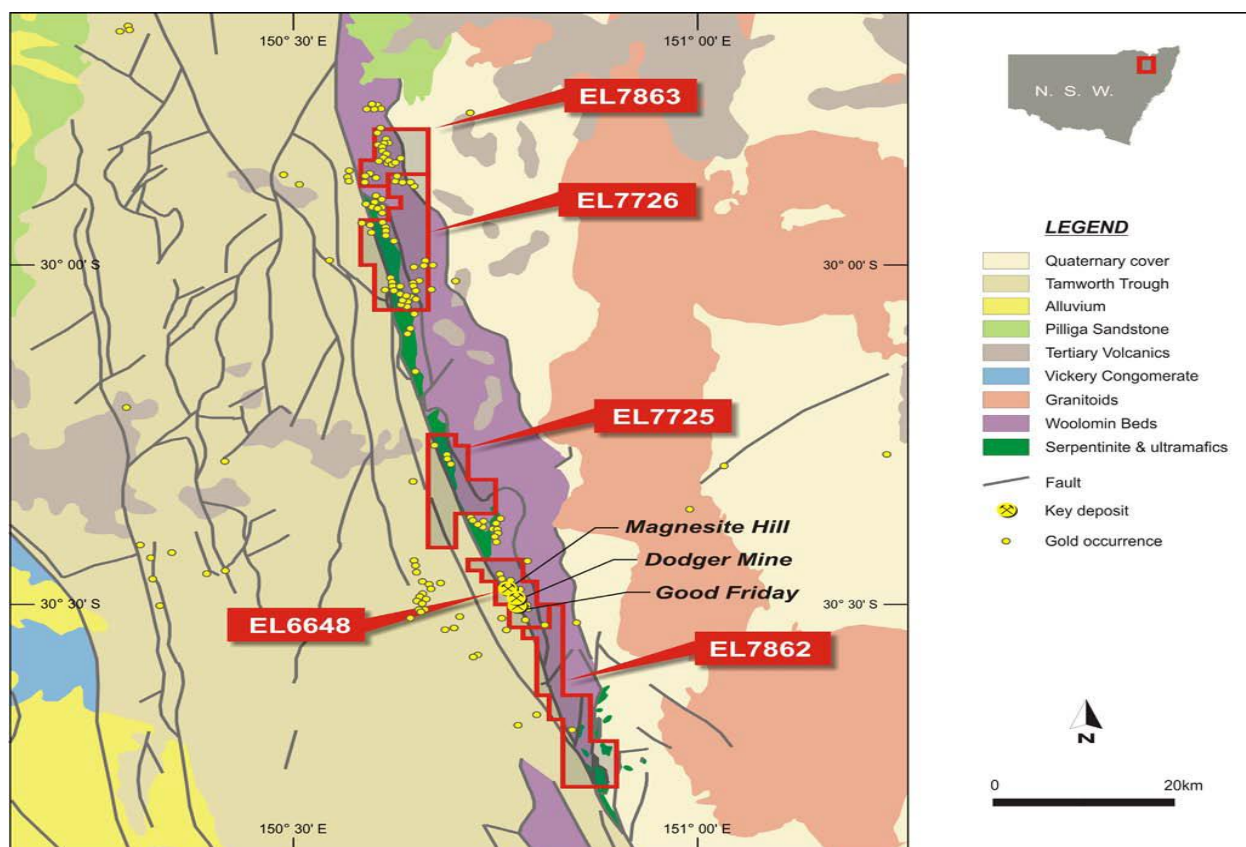 150° 30' E
151° 00' E
EL7863
N. S. W.
EL7726
LEGEND
30° 00' S
30° 00' S
Quaternary cover
Tamworth Trough
Alluvium
Pilliga Sandstone
Tertiary Volcanics
Vickery Congomerate
Granitoids
Woolomin Beds
Serpentinite & ultramafics
Fault
Key deposit
Gold occurrence
EL7725
Magnesite Hill
Dodger Mine
Good Friday
30° 30' S
30° 30' S
EL6648
EL7862
N
0 20km
150° 30' E
151° 00' E